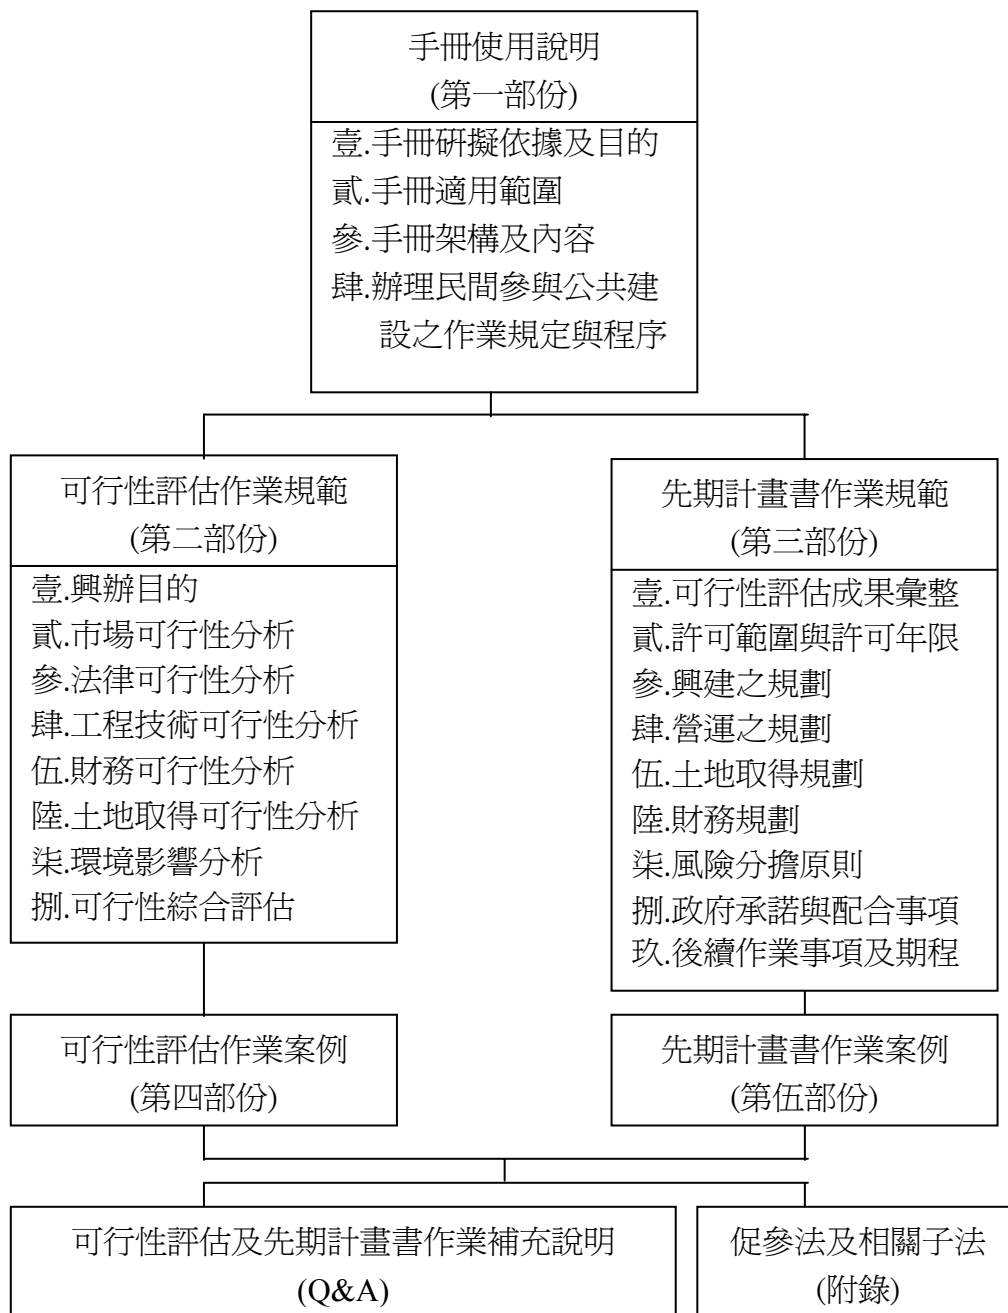 手冊使用說明
(第一部份)
壹.手冊研擬依據及目的
貳.手冊適用範圍
參.手冊架構及內容
肆.辦理民間參與公共建
設之作業規定與程序
可行性評估作業規範
(第二部份)
壹.興辦目的
貳.市場可行性分析
參.法律可行性分析
肆.工程技術可行性分析
伍.財務可行性分析
陸.土地取得可行性分析
柒.環境影響分析
捌.可行性綜合評估
先期計畫書作業規範
(第三部份)
壹.可行性評估成果彙整
貳.許可範圍與許可年限
參.興建之規劃
肆.營運之規劃
伍.土地取得規劃
陸.財務規劃
柒.風險分擔原則
捌.政府承諾與配合事項
玖.後續作業事項及期程
可行性評估作業案例
(第四部份)
先期計畫書作業案例
(第伍部份)
可行性評估及先期計畫書作業補充說明
(Q&A)
促參法及相關子法
(附錄)